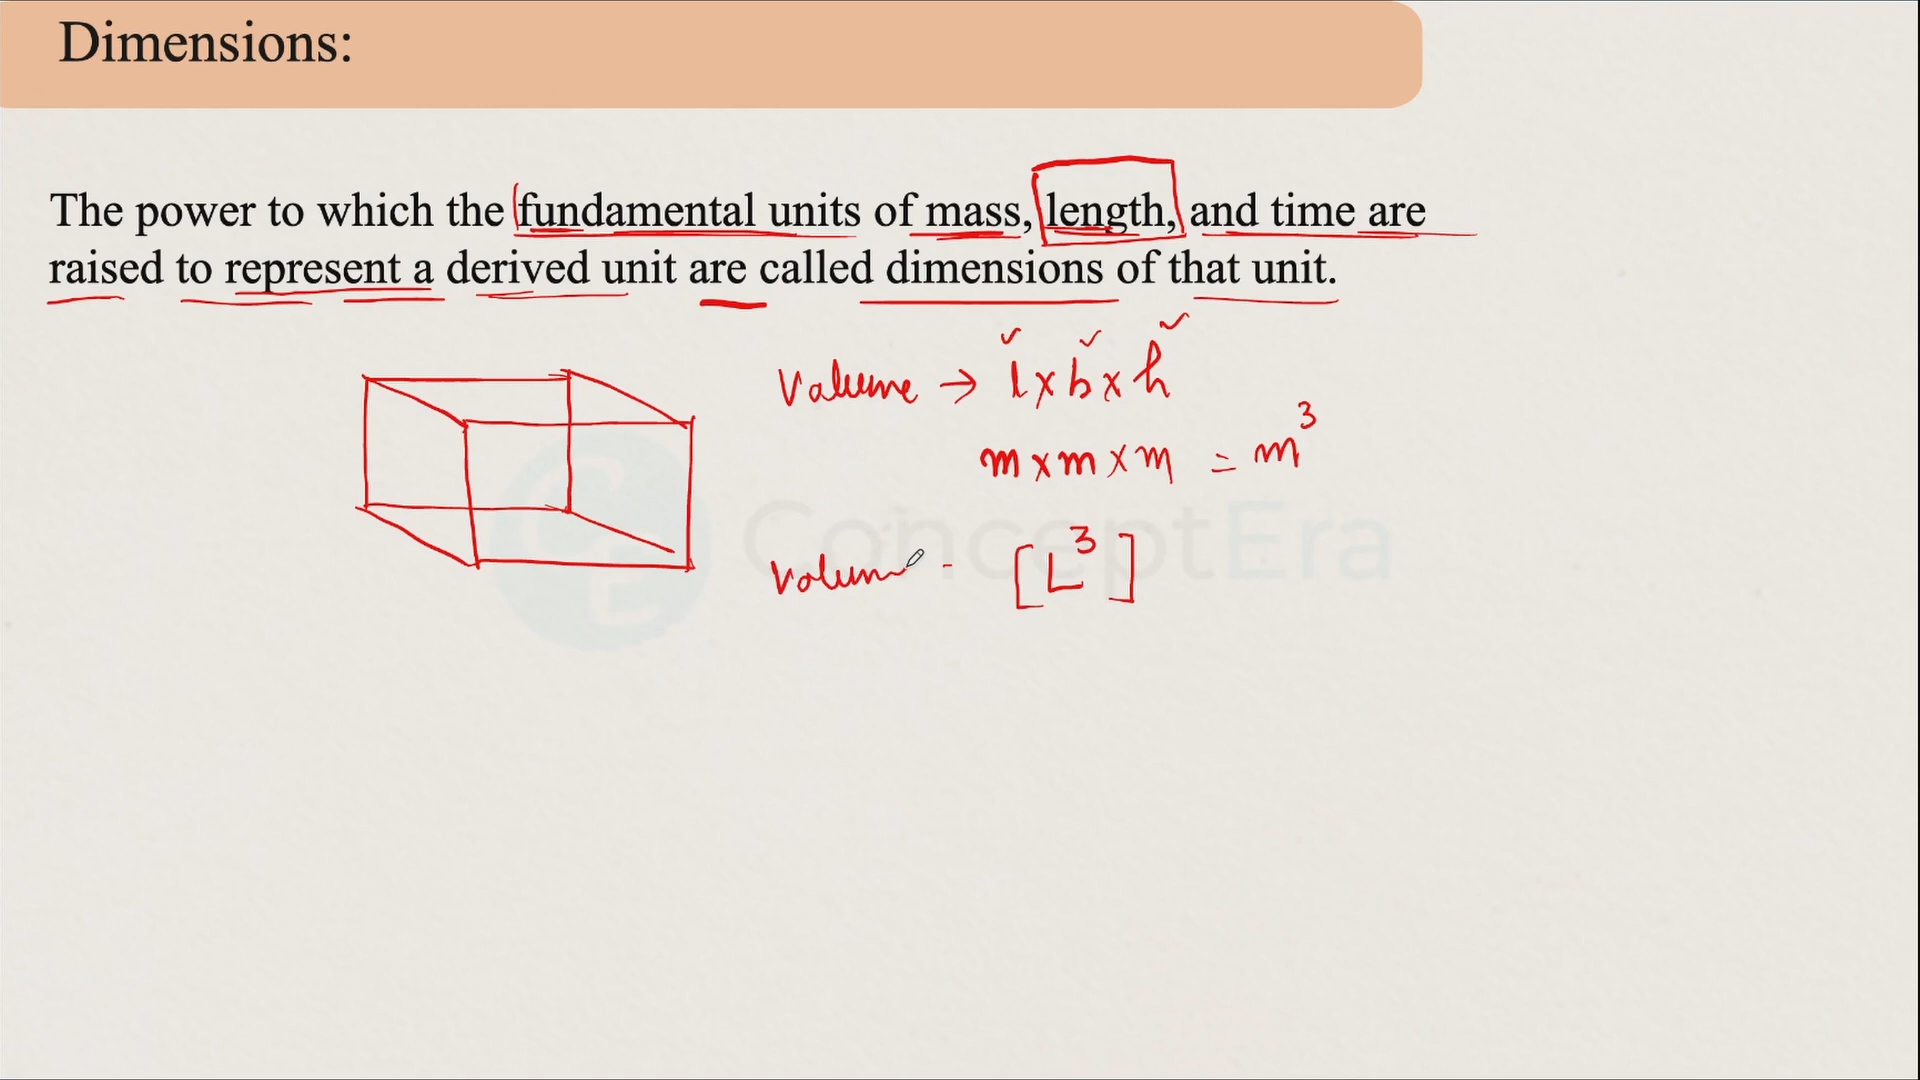 Dimensions:
The power to which the fundamental units of mass, length, and time are
raised to represent a derived unit are called dimensions of that unit.
Volume → l x b x h
m x m x m = m³
ConceptEra
Volume - [L³]